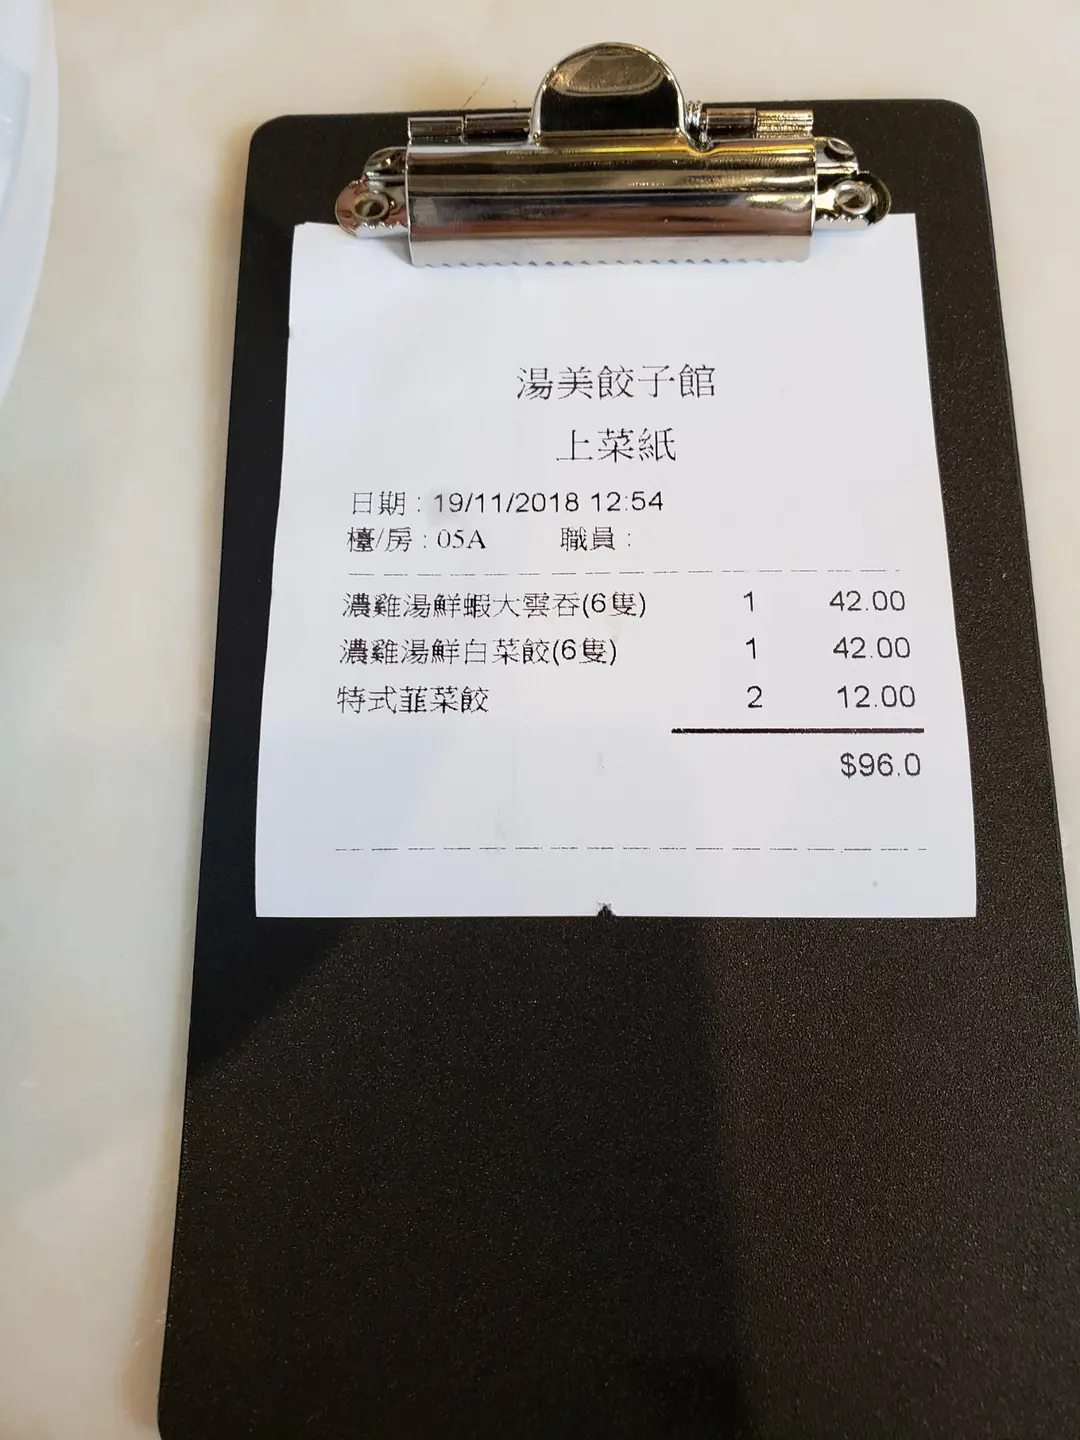 湯美餃子館
上菜紙
日期 : 19/11/2018 12:54
檯/房 : 05A 職員 :
濃雞湯鮮蝦大雲吞(6隻) 1 42.00
濃雞湯鮮白菜餃(6隻) 1 42.00
特式韮菜餃 2 12.00
$96.0